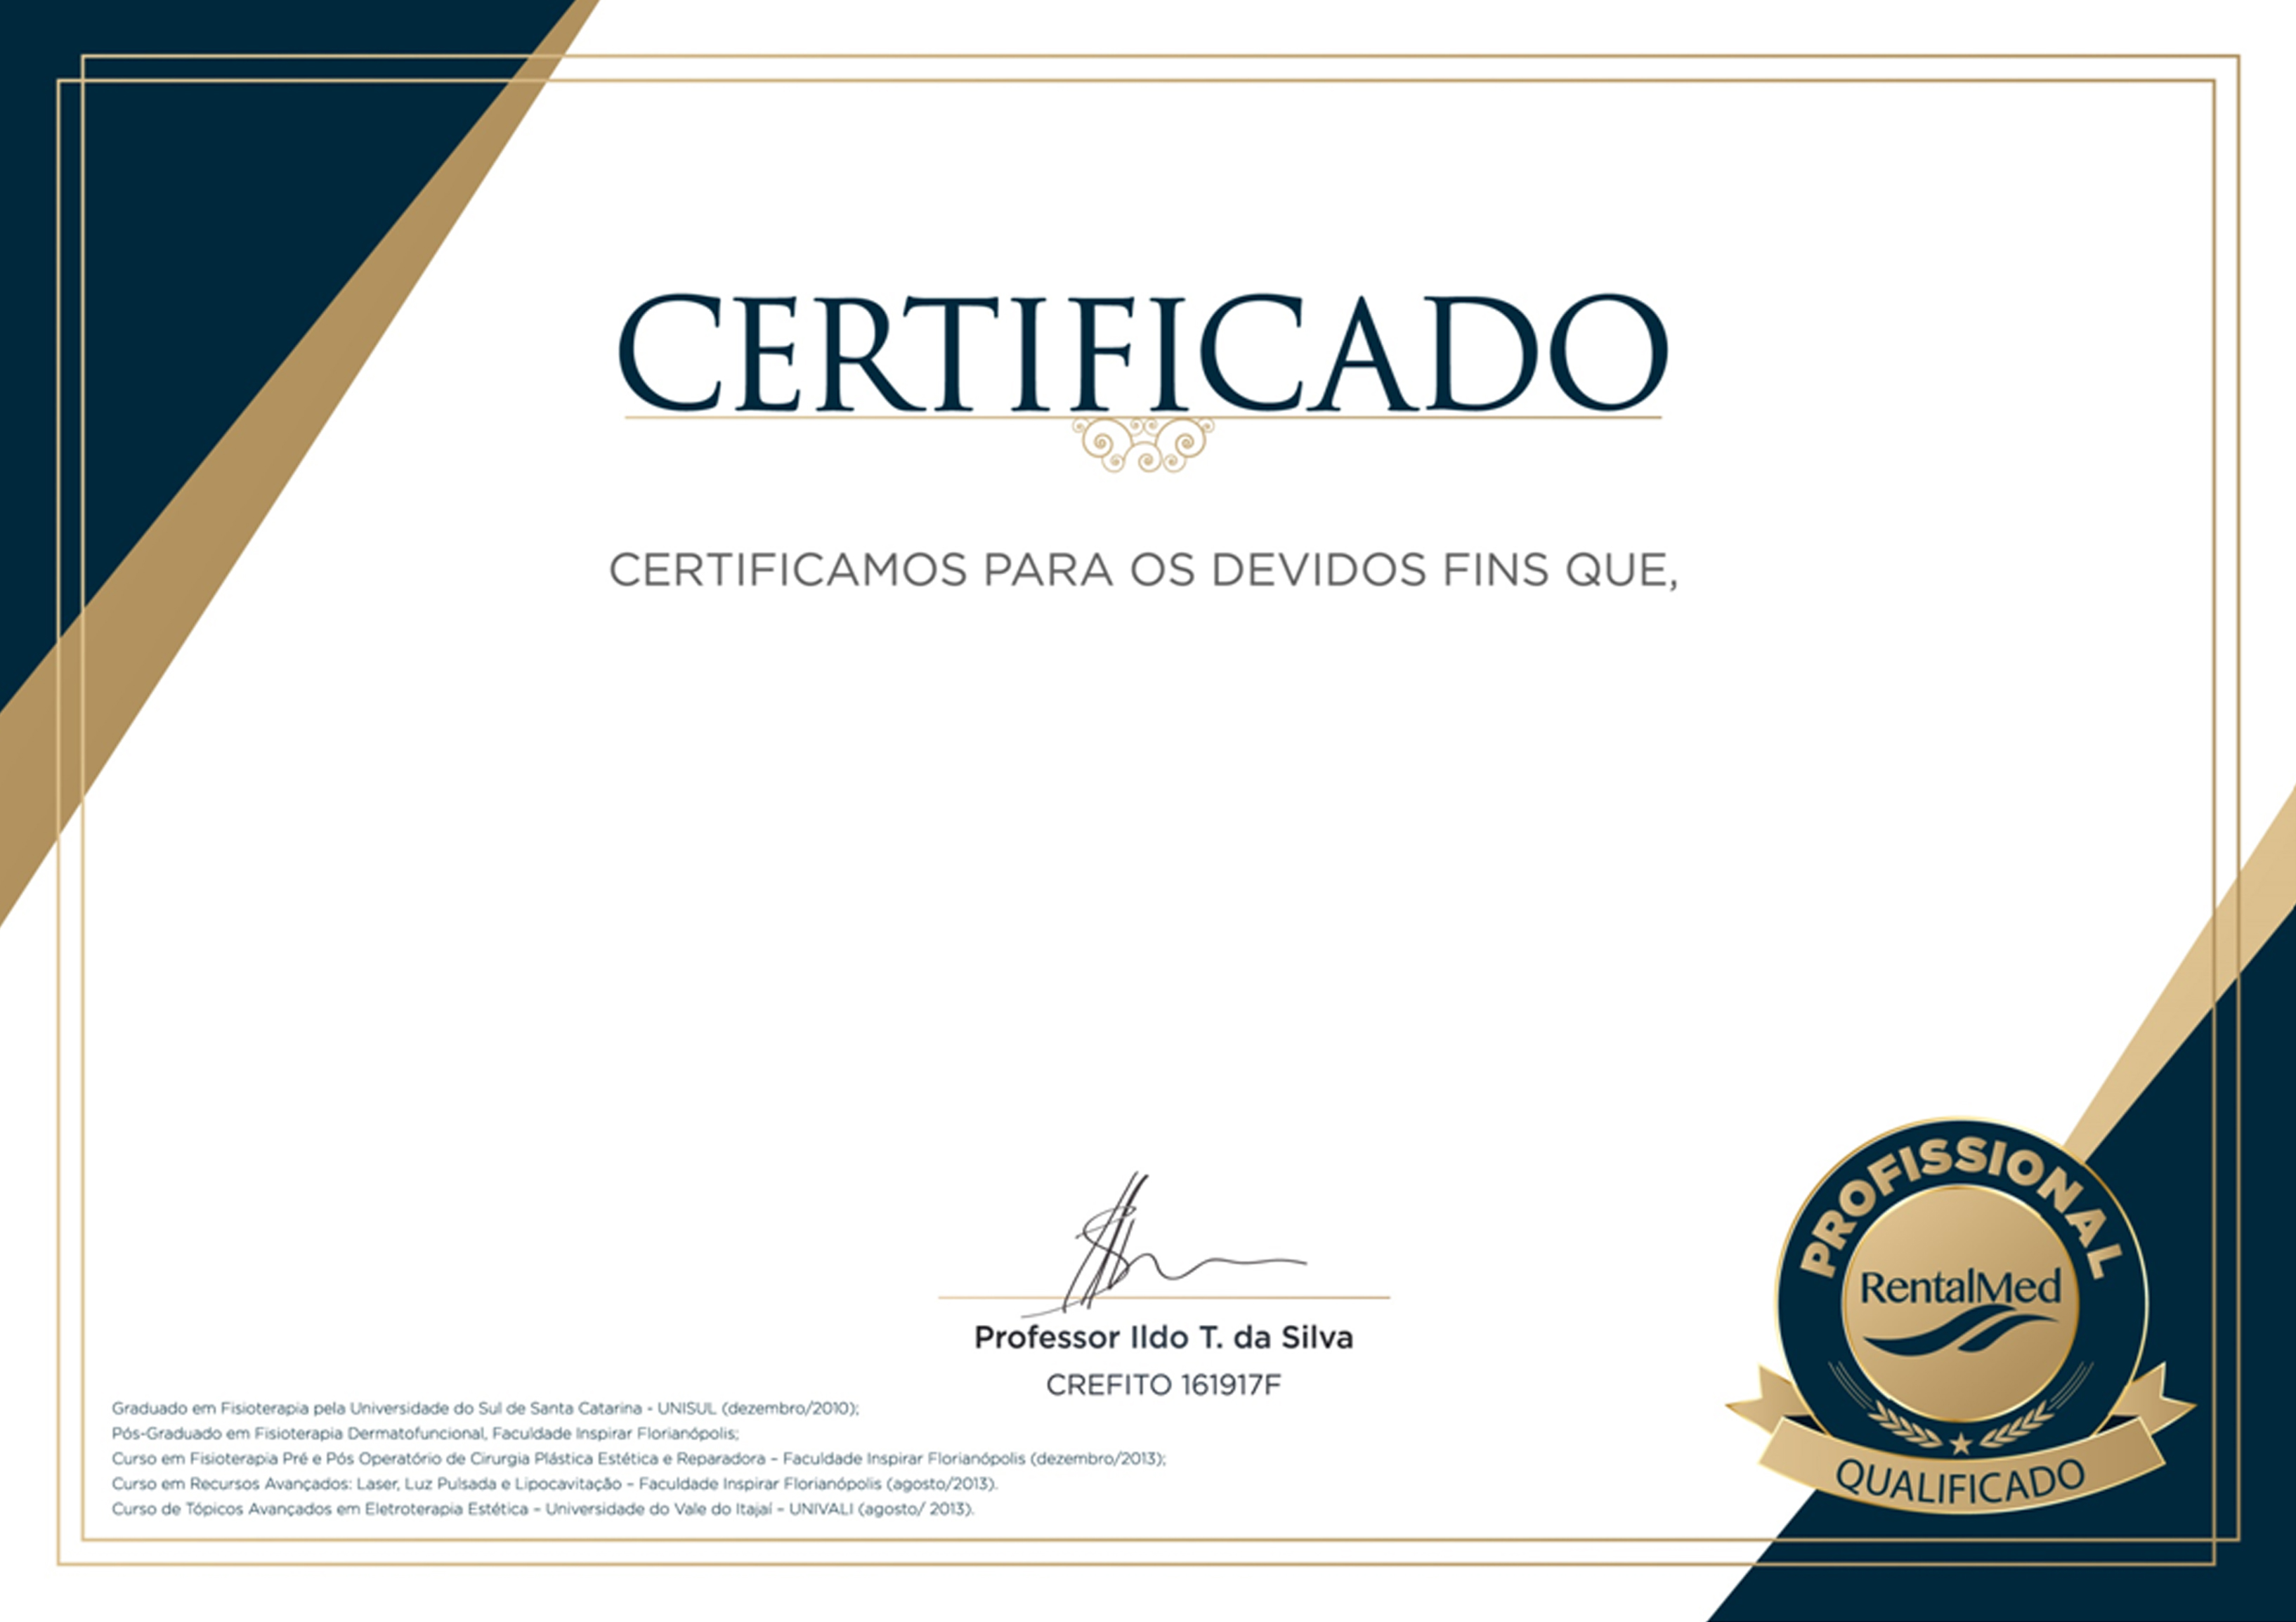 CERTIFICADO
CERTIFICAMOS PARA OS DEVIDOS FINS QUE,
Professor Ildo T. da Silva
CREFITO 161917F
Graduado em Fisioterapia pela Universidade do Sul de Santa Catarina - UNISUL (dezembro/2010);
Pós-Graduado em Fisioterapia Dermatofuncional, Faculdade Inspirar Florianópolis;
Curso em Fisioterapia Pré e Pós Operatório de Cirurgia Plástica Estética e Reparadora – Faculdade Inspirar Florianópolis (dezembro/2013);
Curso em Recursos Avançados: Laser, Luz Pulsada e Lipocavitação – Faculdade Inspirar Florianópolis (agosto/2013).
Curso de Tópicos Avançados em Eletroterapia Estética – Universidade do Vale do Itajaí – UNIVALI (agosto/ 2013).
PROFISSIONAL
RentalMed
QUALIFICADO